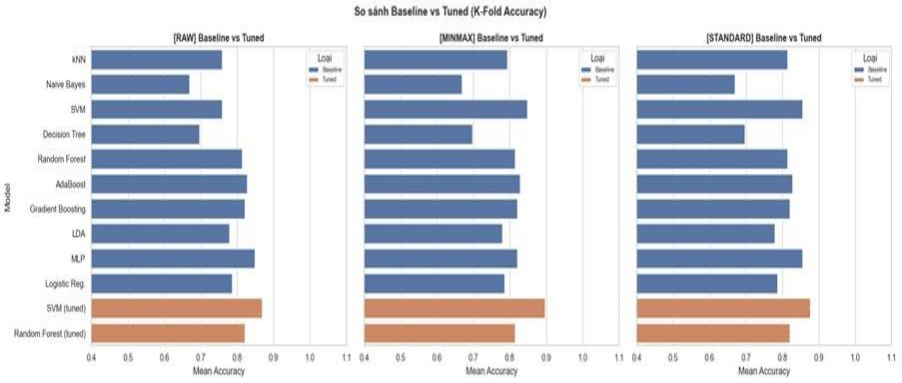 So sánh Baseline vs Tuned (K-Fold Accuracy)
[RAW] Baseline vs Tuned
[MINMAX] Baseline vs Tuned
[STANDARD] Baseline vs Tuned
Loại
Baseline
Tuned
Loại
Baseline
Tuned
Loại
Baseline
Tuned
Model
kNN
Naive Bayes
SVM
Decision Tree
Random Forest
AdaBoost
Gradient Boosting
LDA
MLP
Logistic Reg.
SVM (tuned)
Random Forest (tuned)
0.4 0.5 0.6 0.7 0.8 0.9 1.0 1.1
0.4 0.5 0.6 0.7 0.8 0.9 1.0 1.1
0.4 0.5 0.6 0.7 0.8 0.9 1.0 1.1
Mean Accuracy
Mean Accuracy
Mean Accuracy